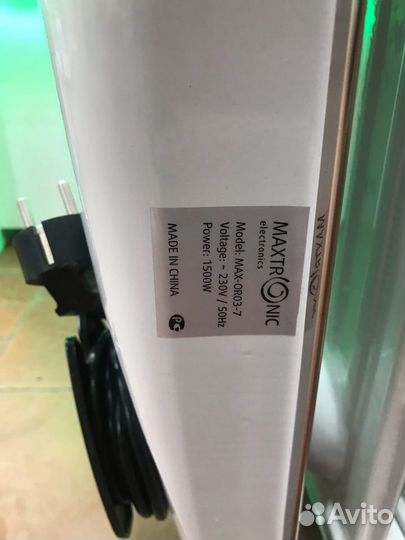 MAXTRONIC
electronics
Model: MAX-OR03-7
Voltage: ~ 230V / 50Hz
Power: 1500W
MADE IN CHINA
Avito